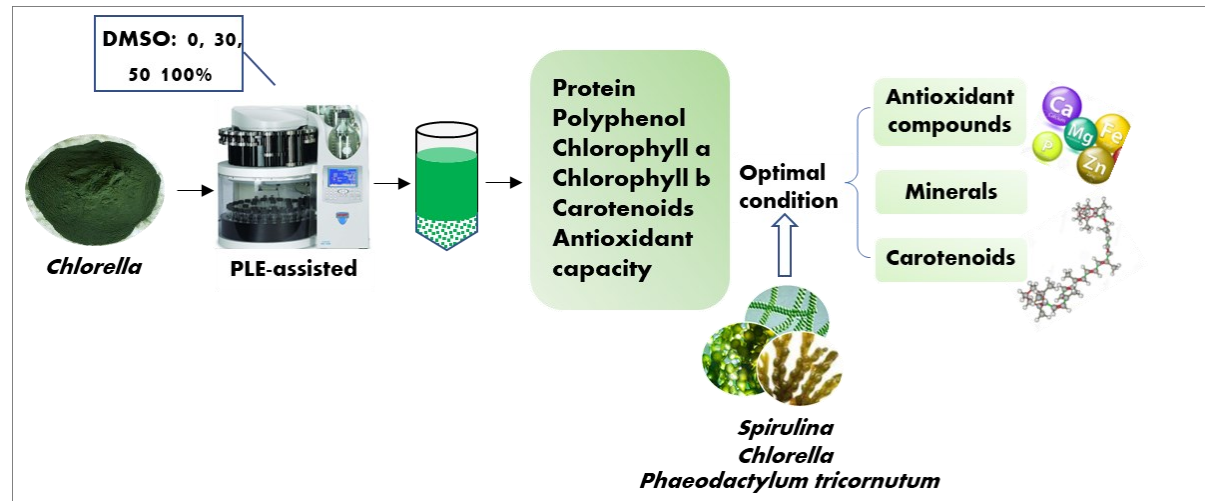 DMSO: 0, 30,
50 100%
Chlorella
PLE-assisted
Protein
Polyphenol
Chlorophyll a
Chlorophyll b
Carotenoids
Antioxidant
capacity
Optimal
condition
Spirulina
Chlorella
Phaeodactylum tricornutum
Antioxidant
compounds
Minerals
Carotenoids
Ca
Mg
Fe
P
Zn